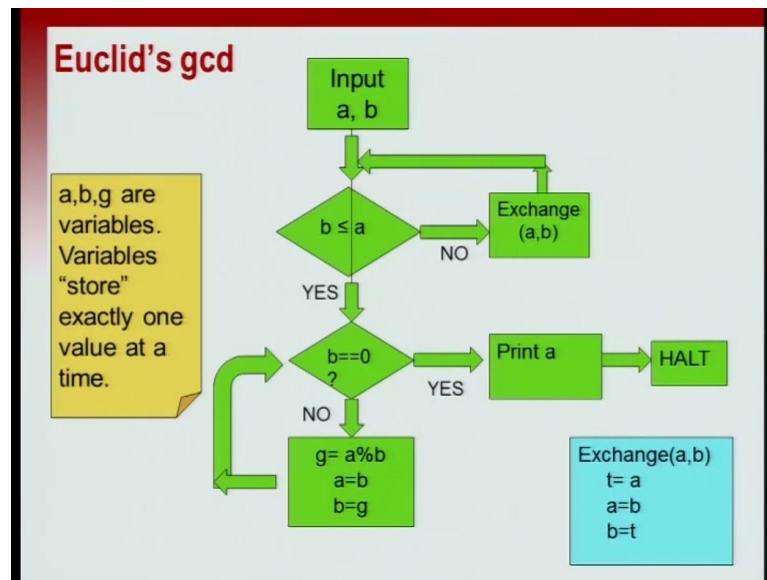 Euclid's gcd
Input
a, b
a,b,g are
variables.
Variables
“store”
exactly one
value at a
time.
b ≤ a
NO
Exchange
(a,b)
YES
b==0
?
YES
Print a
HALT
NO
g= a%b
a=b
b=g
Exchange(a,b)
t= a
a=b
b=t